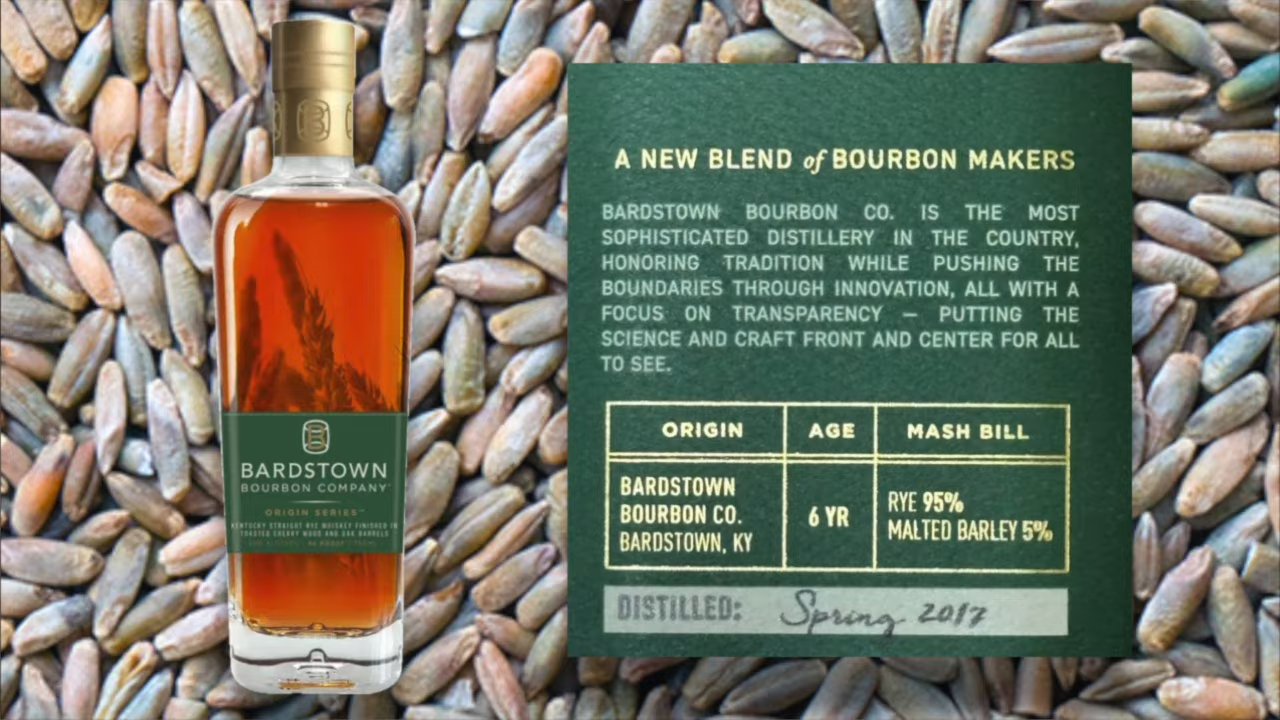 BARDSTOWN
BOURBON COMPANY
ORIGIN SERIES™
KENTUCKY STRAIGHT RYE WHISKEY FINISHED IN
TOASTED CHERRY WOOD AND OAK BARRELS
A NEW BLEND of BOURBON MAKERS
BARDSTOWN BOURBON CO. IS THE MOST
SOPHISTICATED DISTILLERY IN THE COUNTRY,
HONORING TRADITION WHILE PUSHING THE
BOUNDARIES THROUGH INNOVATION, ALL WITH A
FOCUS ON TRANSPARENCY — PUTTING THE
SCIENCE AND CRAFT FRONT AND CENTER FOR ALL
TO SEE.
ORIGIN AGE MASH BILL
BARDSTOWN
BOURBON CO.
BARDSTOWN, KY
6 YR
RYE 95%
MALTED BARLEY 5%
DISTILLED: Spring 2017